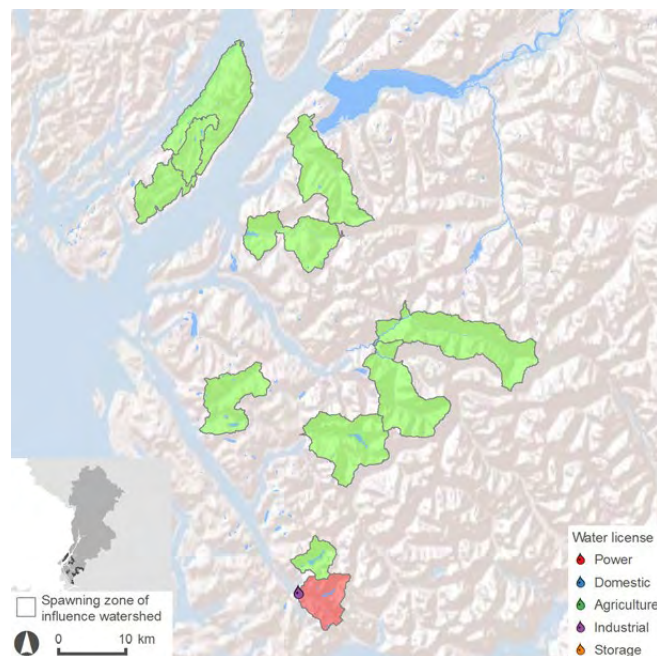 Water license
Power
Domestic
Agriculture
Industrial
Storage
Spawning zone of
influence watershed
0 10 km